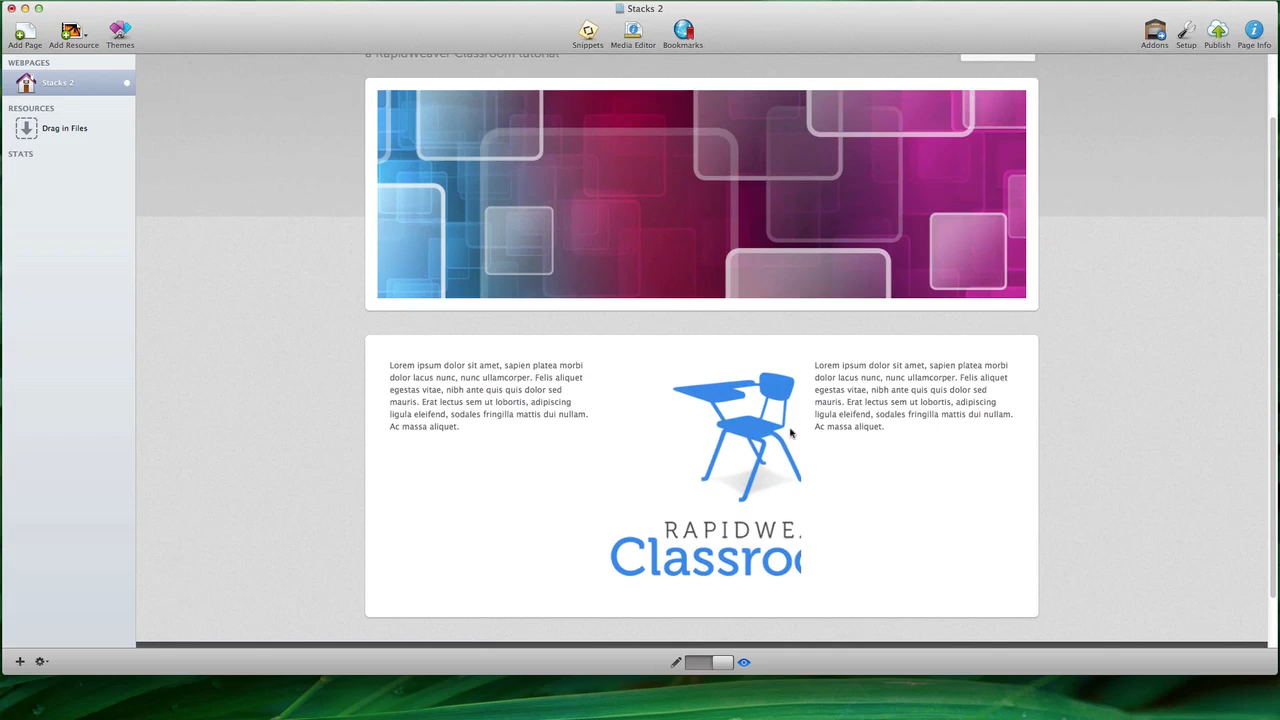 Stacks 2
Add Page
Add Resource
Themes
Snippets
Media Editor
Bookmarks
Addons
Setup
Publish
Page Info
WEBPAGES
Stacks 2
RESOURCES
Drag in Files
STATS
a RapidWeaver Classroom tutorial
Lorem ipsum dolor sit amet, sapien platea morbi
dolor lacus nunc, nunc ullamcorper. Felis aliquet
egestas vitae, nibh ante quis quis dolor sed
mauris. Erat lectus sem ut lobortis, adipiscing
ligula eleifend, sodales fringilla mattis dui nullam.
Ac massa aliquet.
RAPIDWE
Classroo
Lorem ipsum dolor sit amet, sapien platea morbi
dolor lacus nunc, nunc ullamcorper. Felis aliquet
egestas vitae, nibh ante quis quis dolor sed
mauris. Erat lectus sem ut lobortis, adipiscing
ligula eleifend, sodales fringilla mattis dui nullam.
Ac massa aliquet.